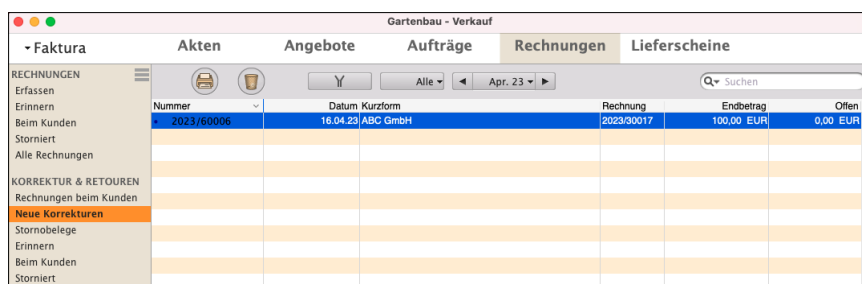 Gartenbau - Verkauf
Faktura
Akten Angebote Aufträge Rechnungen Lieferscheine
RECHNUNGEN
Erfassen
Erinnern
Beim Kunden
Storniert
Alle Rechnungen
KORREKTUR & RETOUREN
Rechnungen beim Kunden
Neue Korrekturen
Stornobelege
Erinnern
Beim Kunden
Storniert
Alle Apr. 23 Suchen
Nummer Datum Kurzform Rechnung Endbetrag Offen
2023/60006 16.04.23 ABC GmbH 2023/30017 100,00 EUR 0,00 EUR